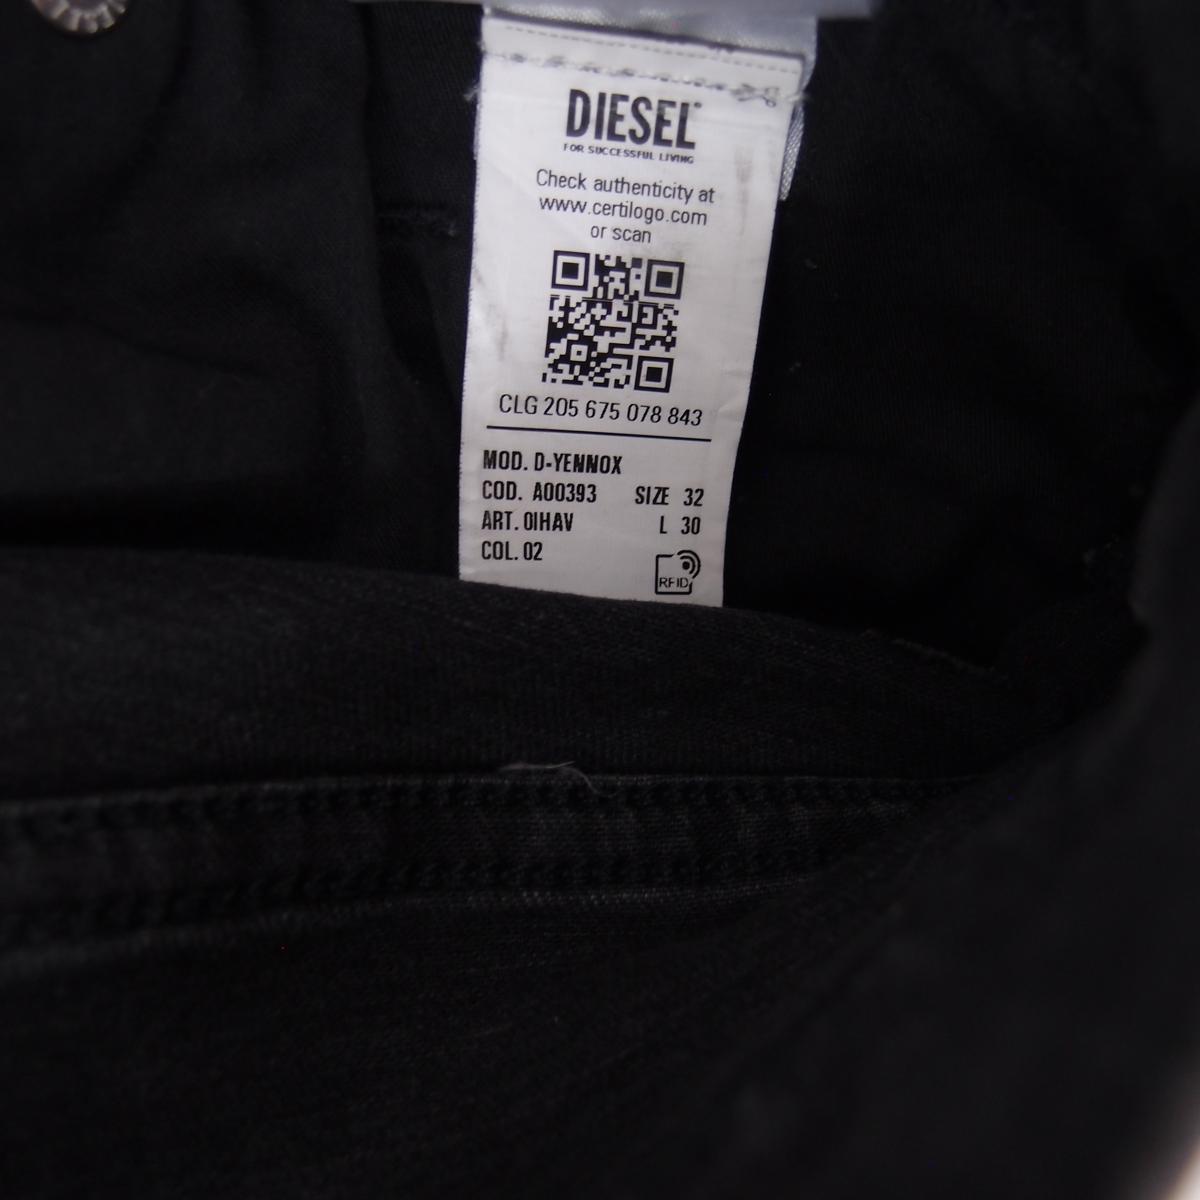 DIESEL
FOR SUCCESSFUL LIVING
Check authenticity at
www.certilogo.com
or scan
CLG 205 675 078 843
MOD. D-YENNOX
COD. A00393 SIZE 32
ART. 0IHAV L 30
COL. 02
RFID